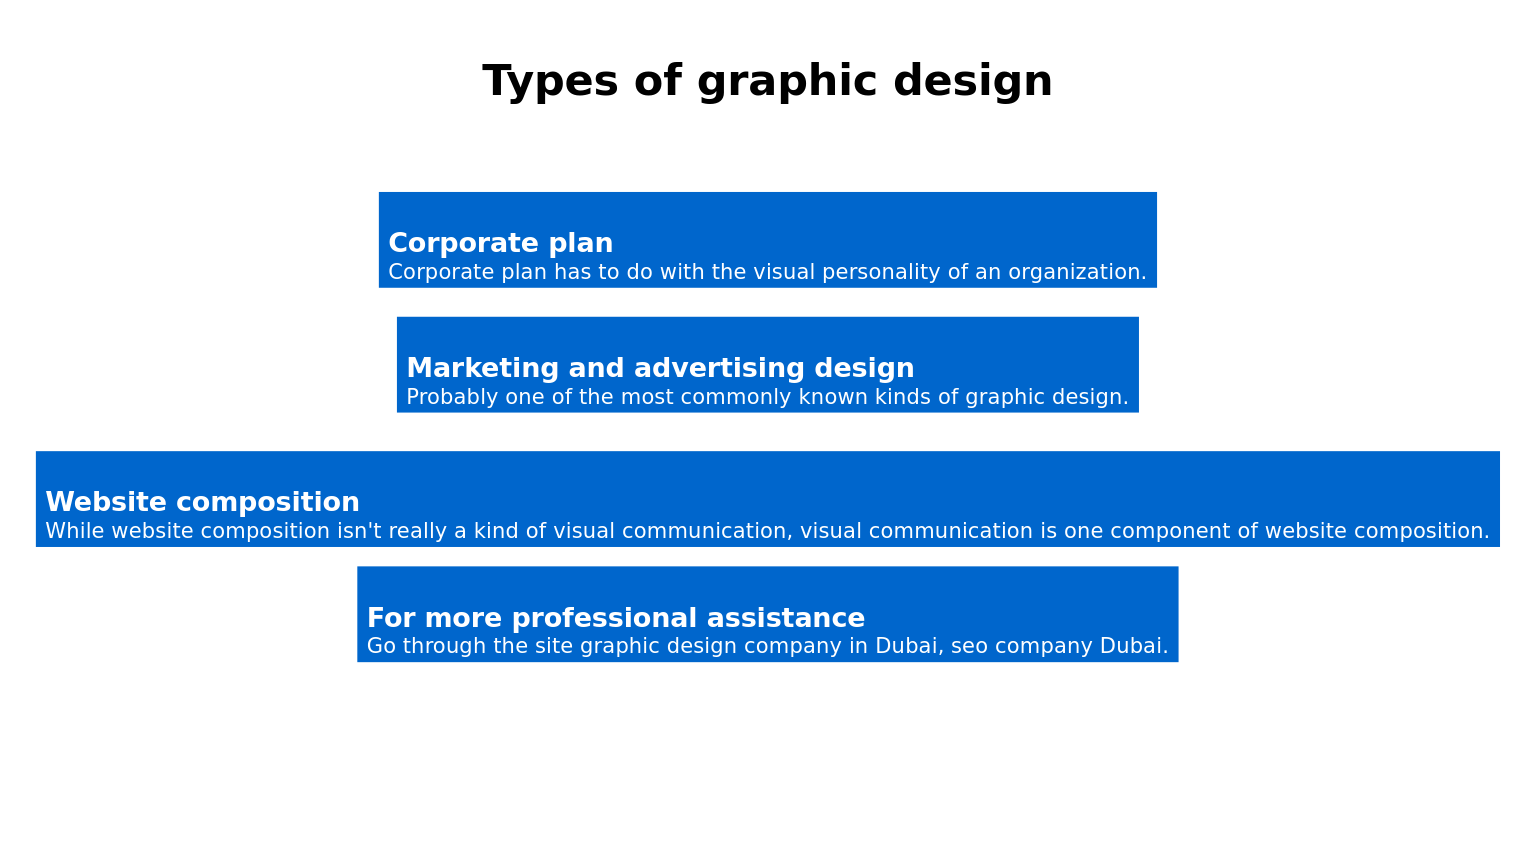 Types of graphic design
Corporate plan
Corporate plan has to do with the visual personality of an organization.
Marketing and advertising design
Probably one of the most commonly known kinds of graphic design.
Website composition
While website composition isn't really a kind of visual communication, visual communication is one component of website composition.
For more professional assistance
Go through the site graphic design company in Dubai, seo company Dubai.